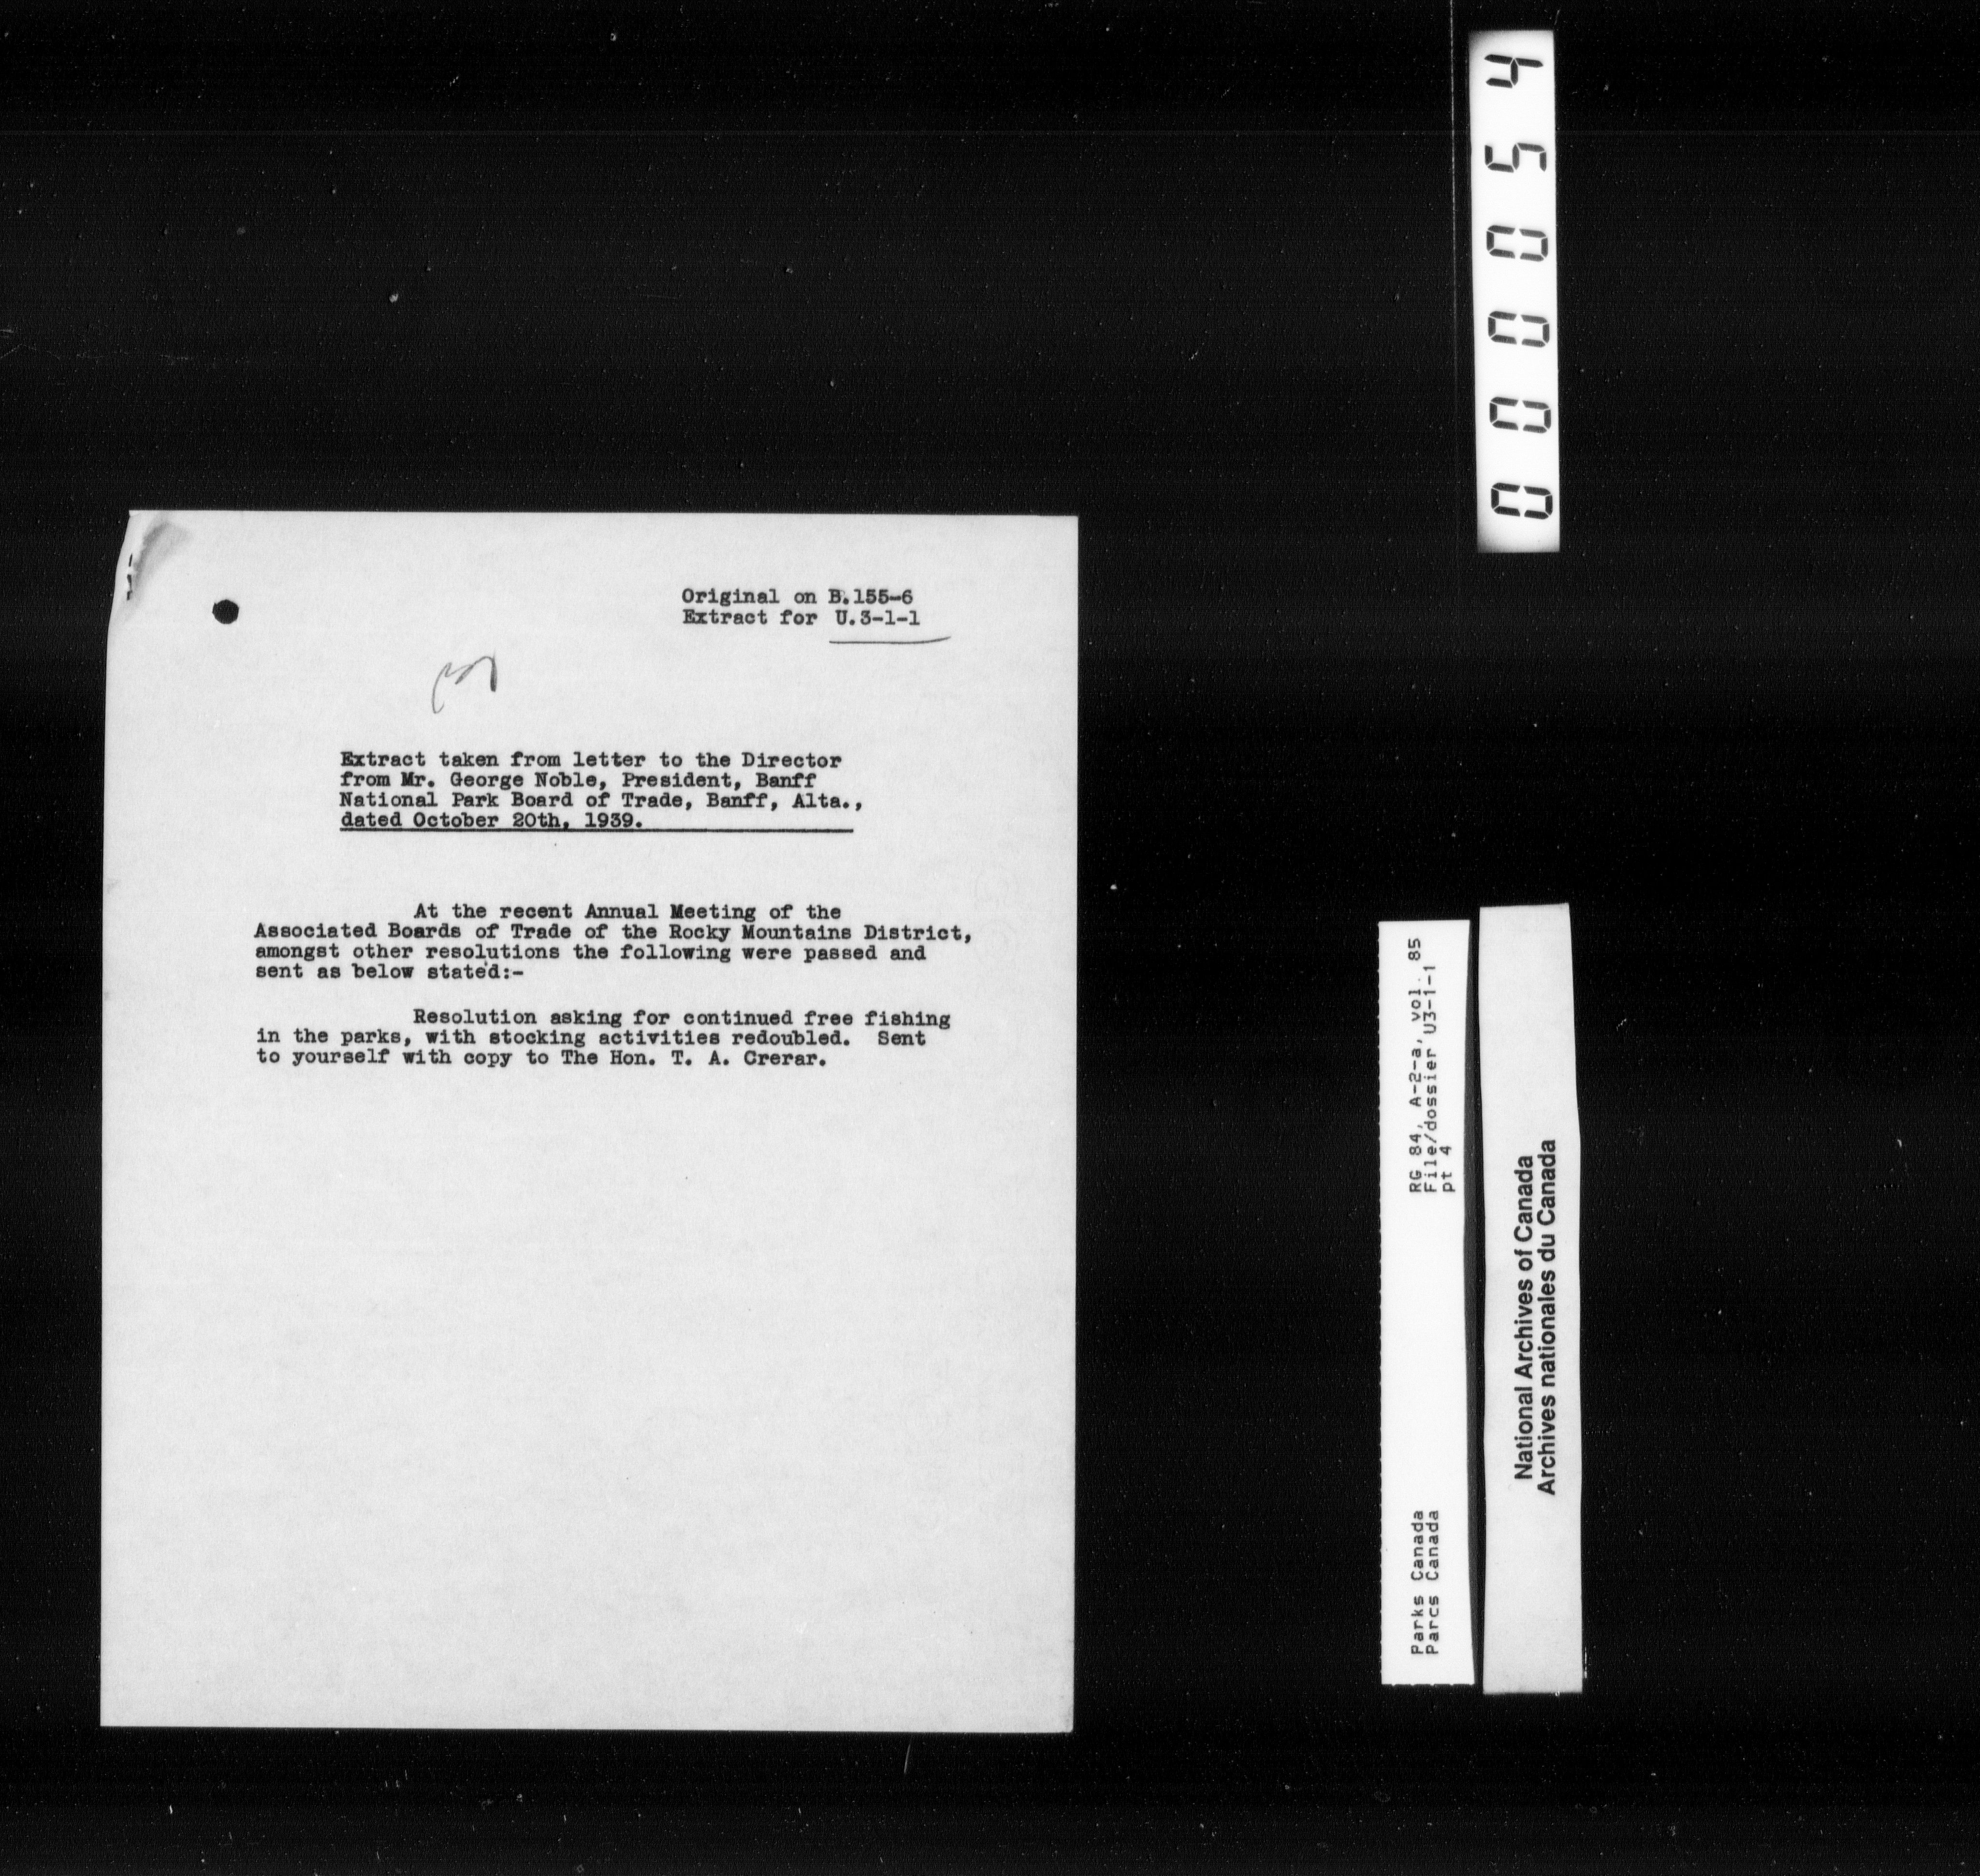 Original on B.155-6
Extract for U.3-1-1
Extract taken from letter to the Director
from Mr. George Noble, President, Banff
National Park Board of Trade, Banff, Alta.,
dated October 20th, 1939.
At the recent Annual Meeting of the
Associated Boards of Trade of the Rocky Mountains District,
amongst other resolutions the following were passed and
sent as below stated:-
Resolution asking for continued free fishing
in the parks, with stocking activities redoubled. Sent
to yourself with copy to The Hon. T. A. Crerar.
000054
RG 84, A-2-a, vol. 85
File/dossier U3-1-1
pt 4
Parks Canada
Parcs Canada
National Archives of Canada
Archives nationales du Canada